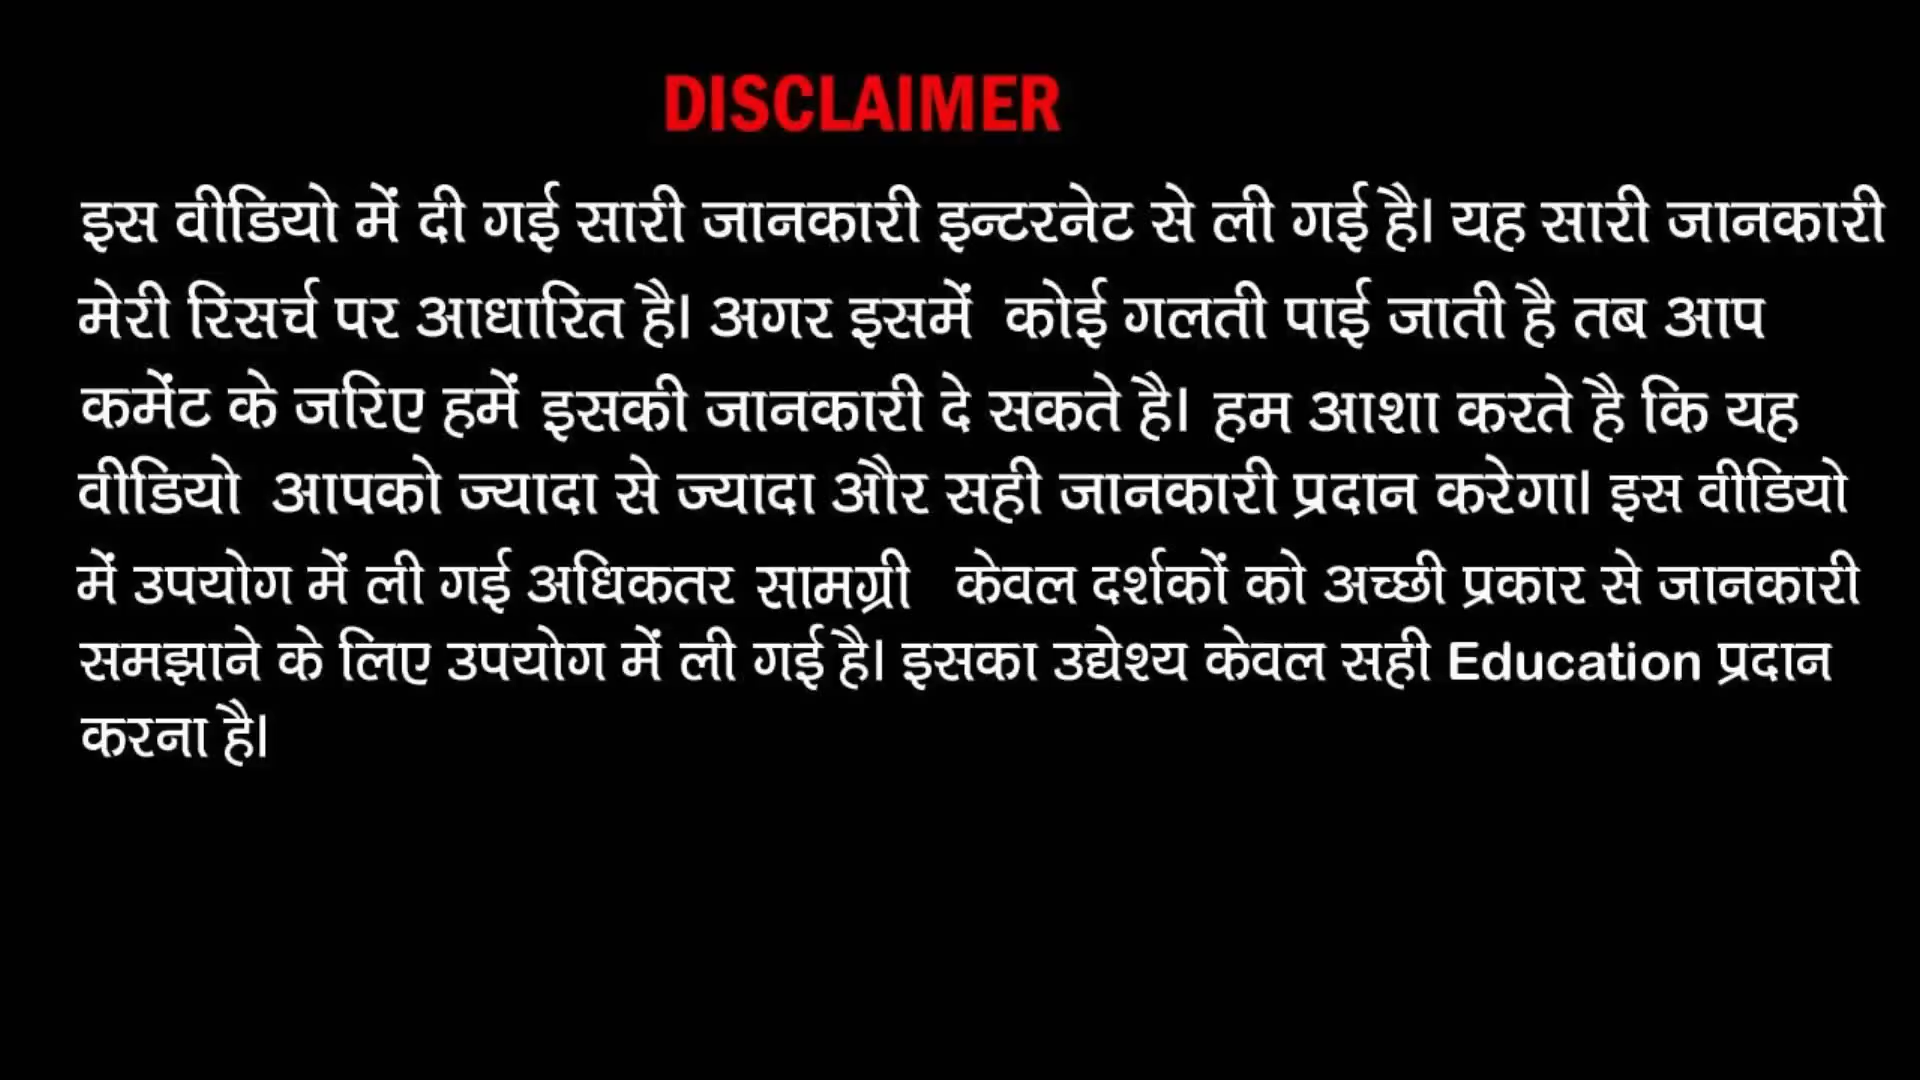 DISCLAIMER
इस वीडियो में दी गई सारी जानकारी इन्टरनेट से ली गई है। यह सारी जानकारी
मेरी रिसर्च पर आधारित है। अगर इसमें कोई गलती पाई जाती है तब आप
कमेंट के जरिए हमें इसकी जानकारी दे सकते है। हम आशा करते है कि यह
वीडियो आपको ज्यादा से ज्यादा और सही जानकारी प्रदान करेगा। इस वीडियो
में उपयोग में ली गई अधिकतर सामग्री केवल दर्शकों को अच्छी प्रकार से जानकारी
समझाने के लिए उपयोग में ली गई है। इसका उद्येश्य केवल सही Education प्रदान
करना है।